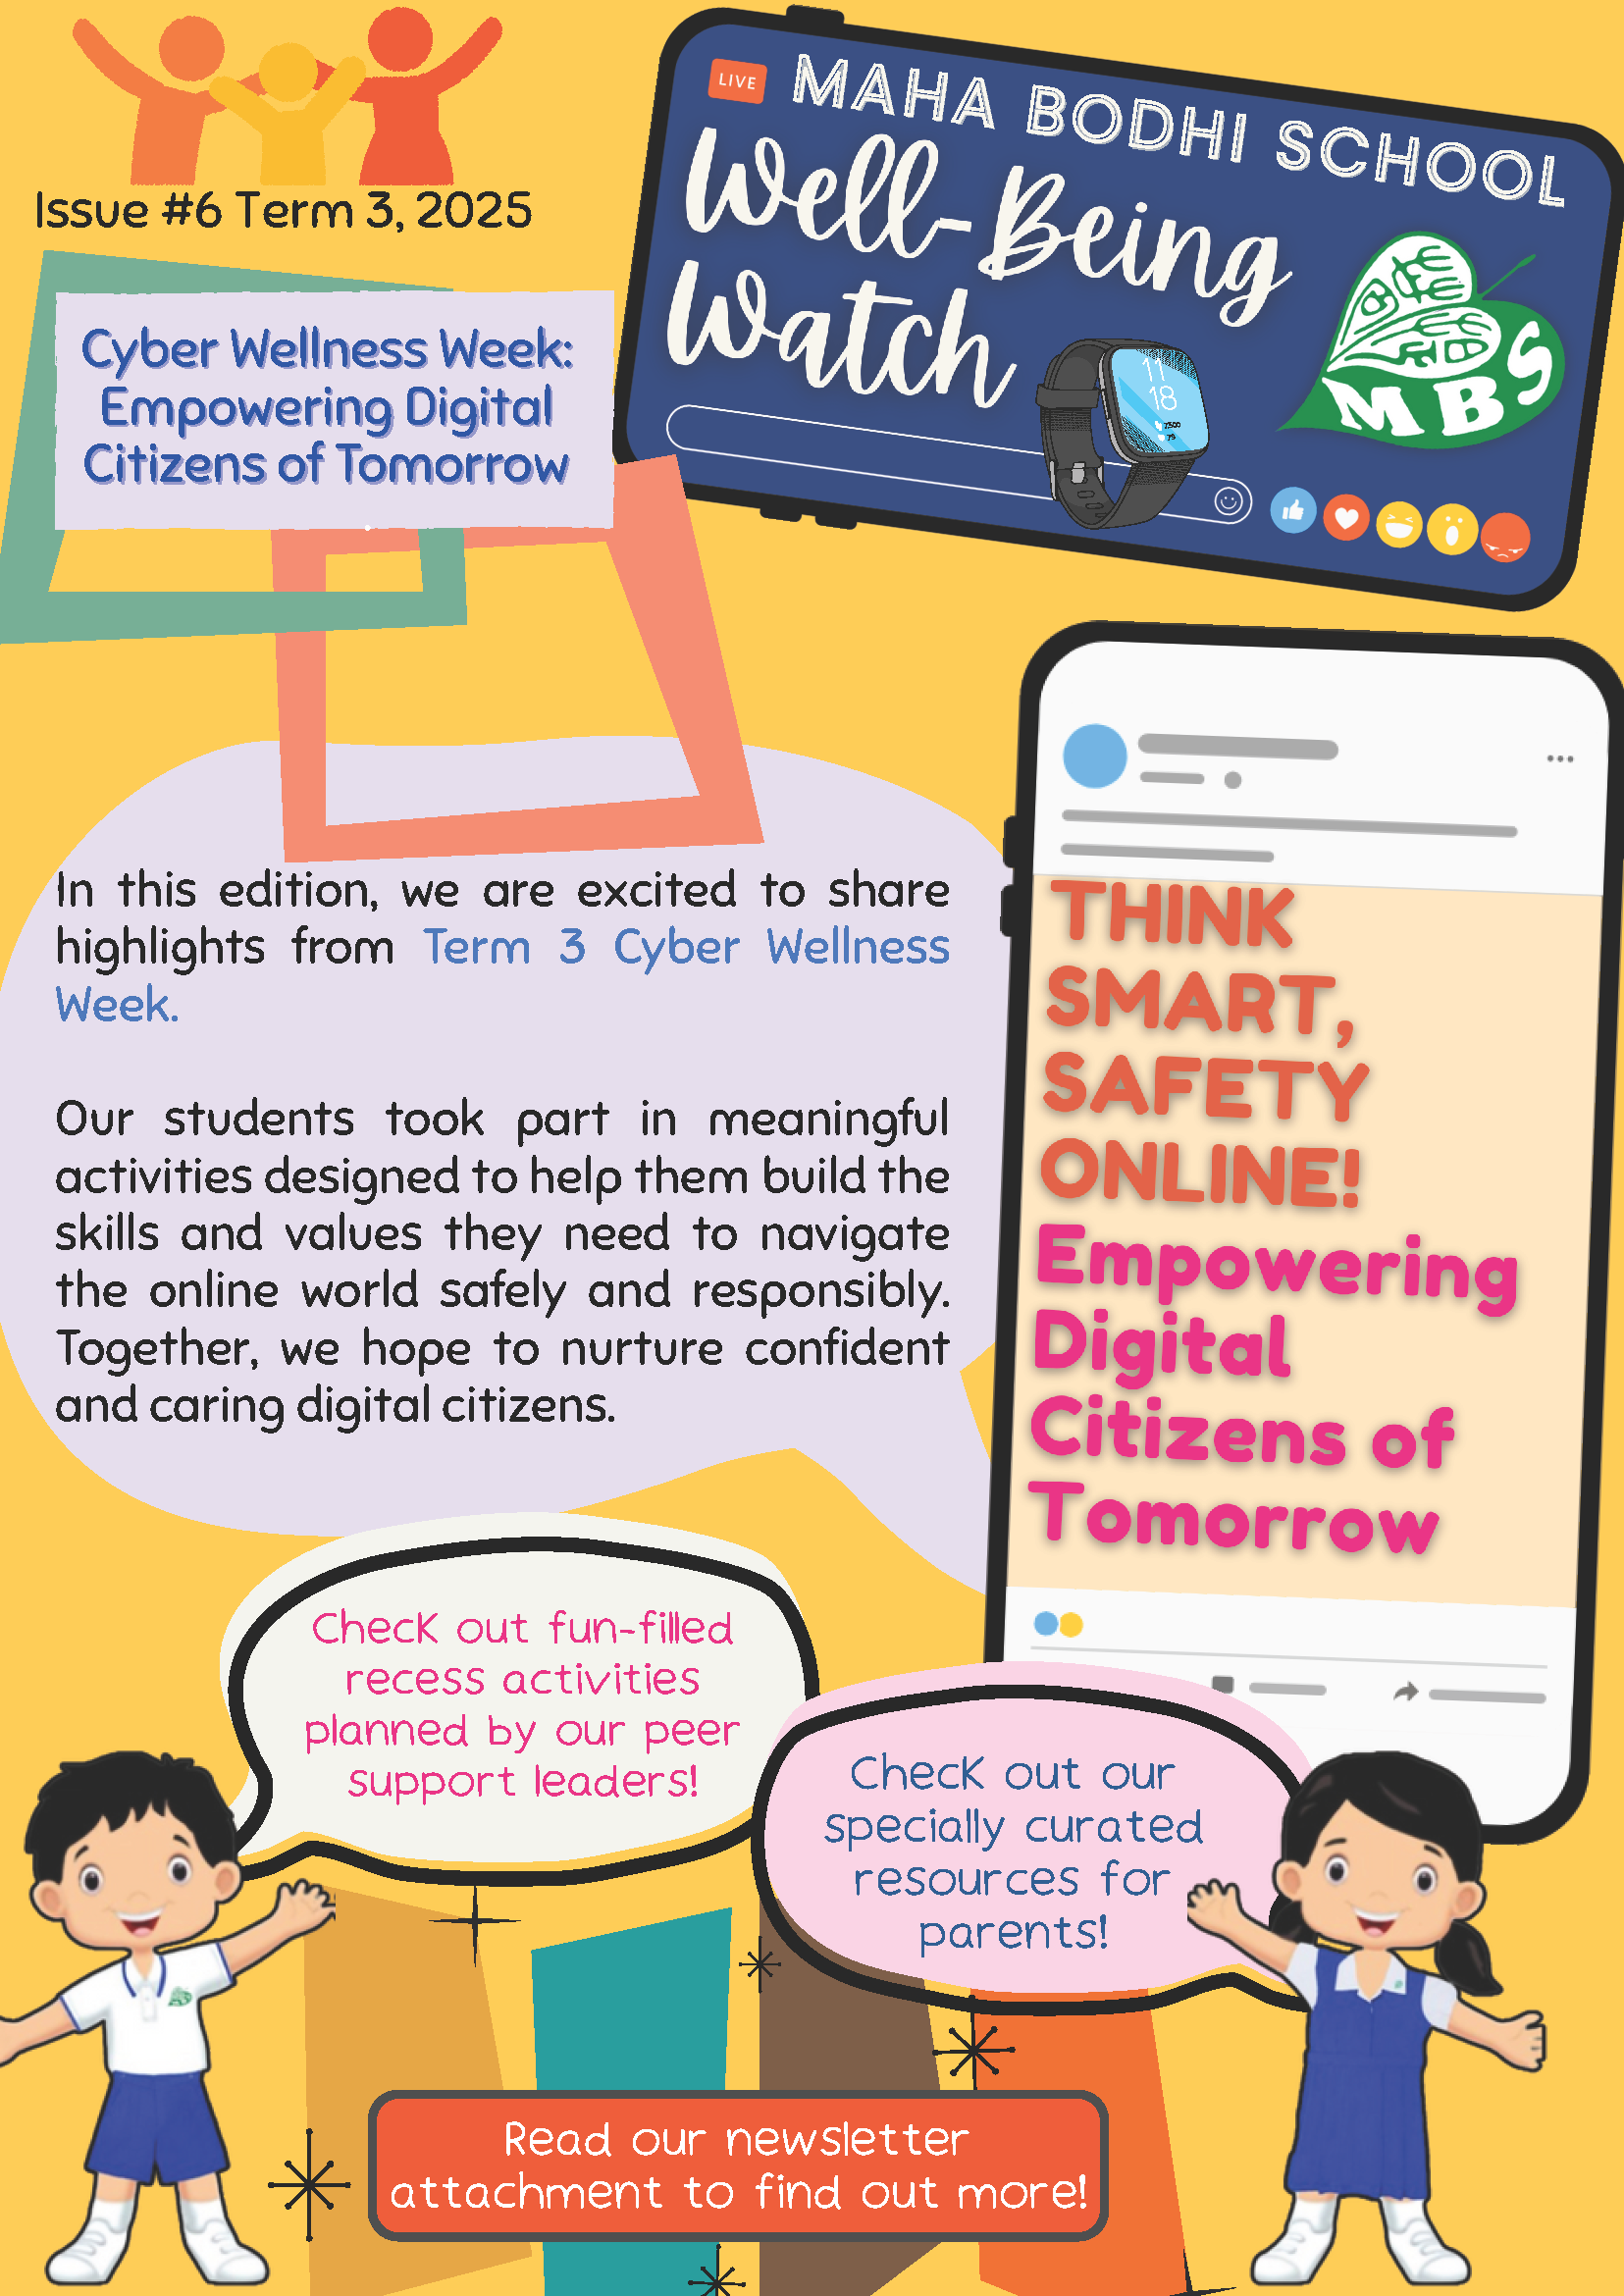 Issue #6 Term 3, 2025
LIVE
MAHA BODHI SCHOOL
Well-Being
Watch
11
18
MBS
Cyber Wellness Week:
Empowering Digital
Citizens of Tomorrow
In this edition, we are excited to share
highlights from Term 3 Cyber Wellness
Week.
Our students took part in meaningful
activities designed to help them build the
skills and values they need to navigate
the online world safely and responsibly.
Together, we hope to nurture confident
and caring digital citizens.
THINK
SMART,
SAFETY
ONLINE!
Empowering
Digital
Citizens of
Tomorrow
Check out fun-filled
recess activities
planned by our peer
support leaders!
Check out our
specially curated
resources for
parents!
Read our newsletter
attachment to find out more!